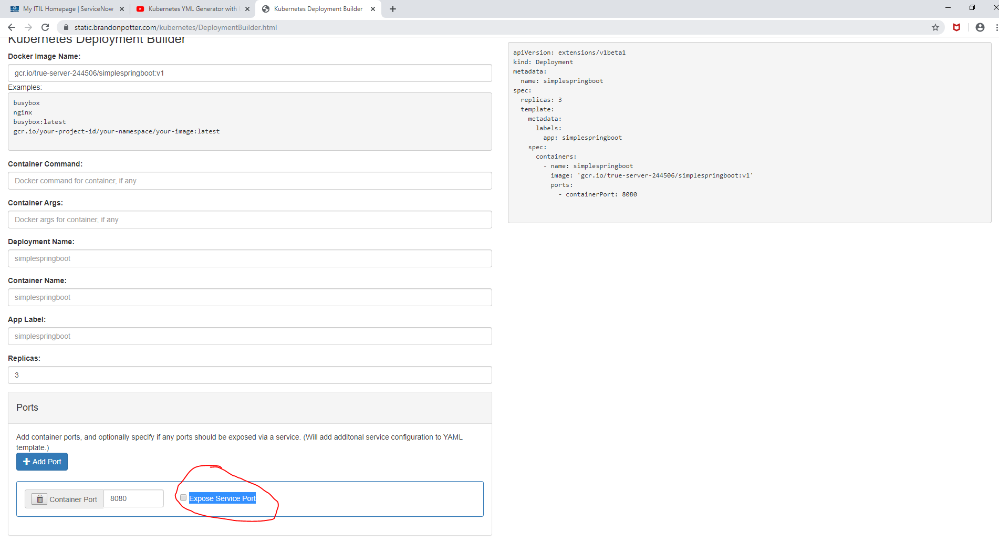 My ITIL Homepage | ServiceNow
Kubernetes YML Generator with
Kubernetes Deployment Builder
static.brandonpotter.com/kubernetes/DeploymentBuilder.html
Kubernetes Deployment Builder
Docker Image Name:
gcr.io/true-server-244506/simplespringboot:v1
Examples:
busybox
nginx
busybox:latest
gcr.io/your-project-id/your-namespace/your-image:latest
Container Command:
Docker command for container, if any
Container Args:
Docker args for container, if any
Deployment Name:
simplespringboot
Container Name:
simplespringboot
App Label:
simplespringboot
Replicas:
3
Ports
Add container ports, and optionally specify if any ports should be exposed via a service. (Will add additonal service configuration to YAML
template.)
Add Port
Container Port 8080 Expose Service Port
apiVersion: extensions/v1beta1
kind: Deployment
metadata:
  name: simplespringboot
spec:
  replicas: 3
  template:
    metadata:
      labels:
        app: simplespringboot
    spec:
      containers:
        - name: simplespringboot
          image: 'gcr.io/true-server-244506/simplespringboot:v1'
          ports:
            - containerPort: 8080